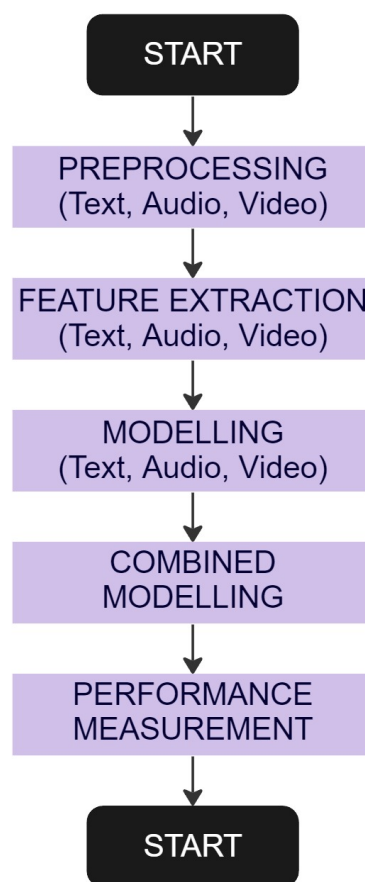 START
PREPROCESSING
(Text, Audio, Video)
FEATURE EXTRACTION
(Text, Audio, Video)
MODELLING
(Text, Audio, Video)
COMBINED
MODELLING
PERFORMANCE
MEASUREMENT
START